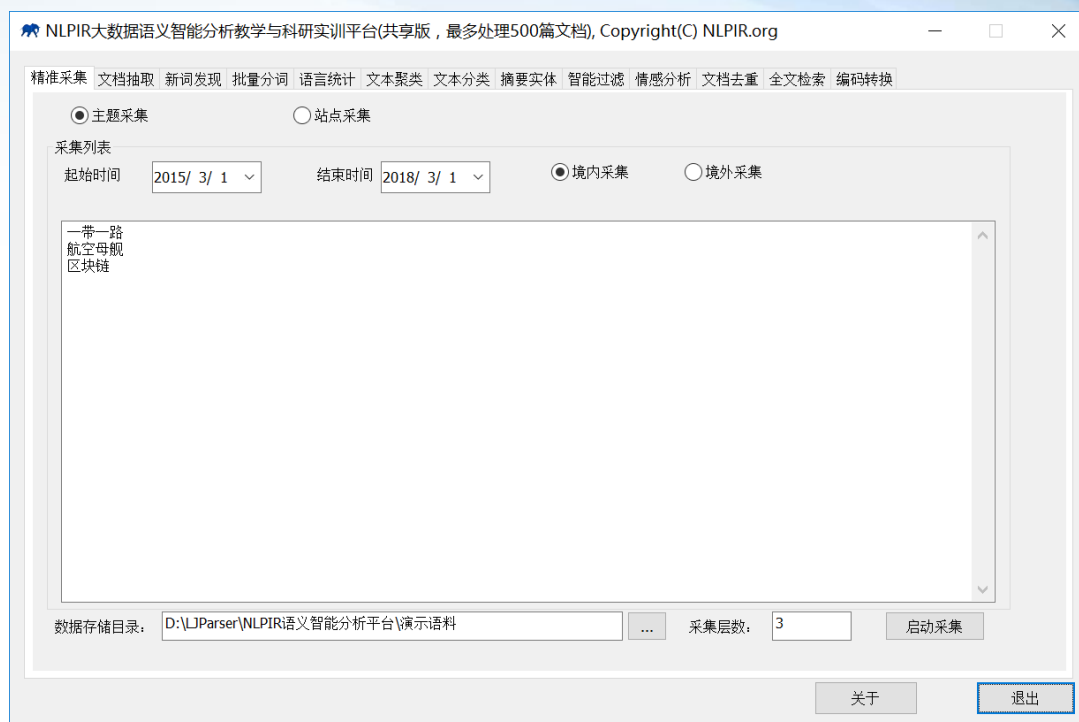 NLPIR大数据语义智能分析教学与科研实训平台(共享版，最多处理500篇文档), Copyright(C) NLPIR.org
精准采集 文档抽取 新词发现 批量分词 语言统计 文本聚类 文本分类 摘要实体 智能过滤 情感分析 文档去重 全文检索 编码转换
主题采集 站点采集
采集列表
起始时间 2015/ 3/ 1 结束时间 2018/ 3/ 1 境内采集 境外采集
一带一路
航空母舰
区块链
数据存储目录： D:\LJParser\NLPIR语义智能分析平台\演示语料 ... 采集层数： 3 启动采集
关于 退出